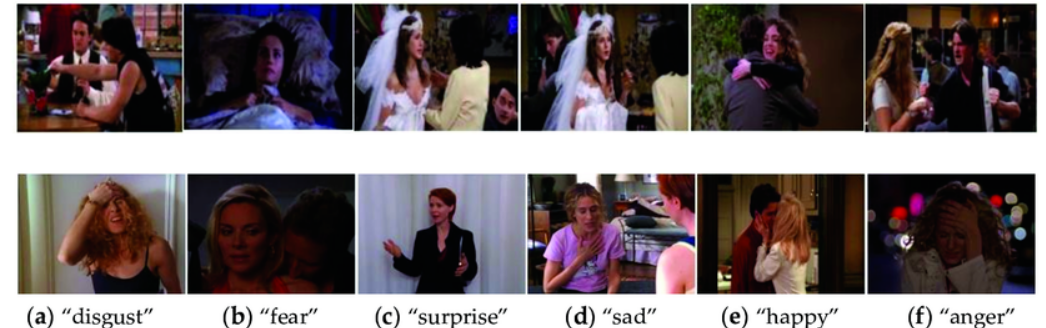 (a) “disgust” (b) “fear” (c) “surprise” (d) “sad” (e) “happy” (f) “anger”